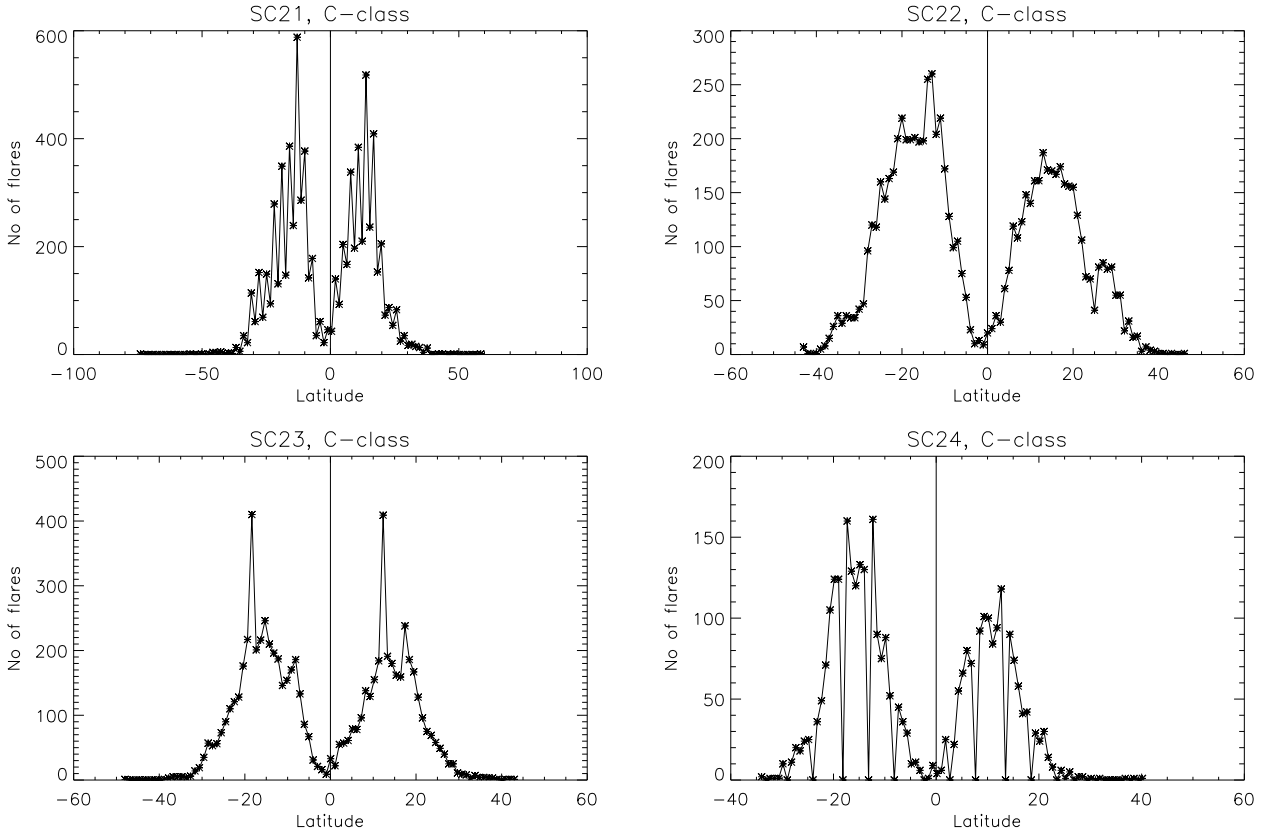 SC21, C-class
600
400
200
0
No of flares
-100 -50 0 50 100
Latitude
SC22, C-class
300
250
200
150
100
50
0
No of flares
-60 -40 -20 0 20 40 60
Latitude
SC23, C-class
500
400
300
200
100
0
No of flares
-60 -40 -20 0 20 40 60
Latitude
SC24, C-class
200
150
100
50
0
No of flares
-40 -20 0 20 40 60
Latitude